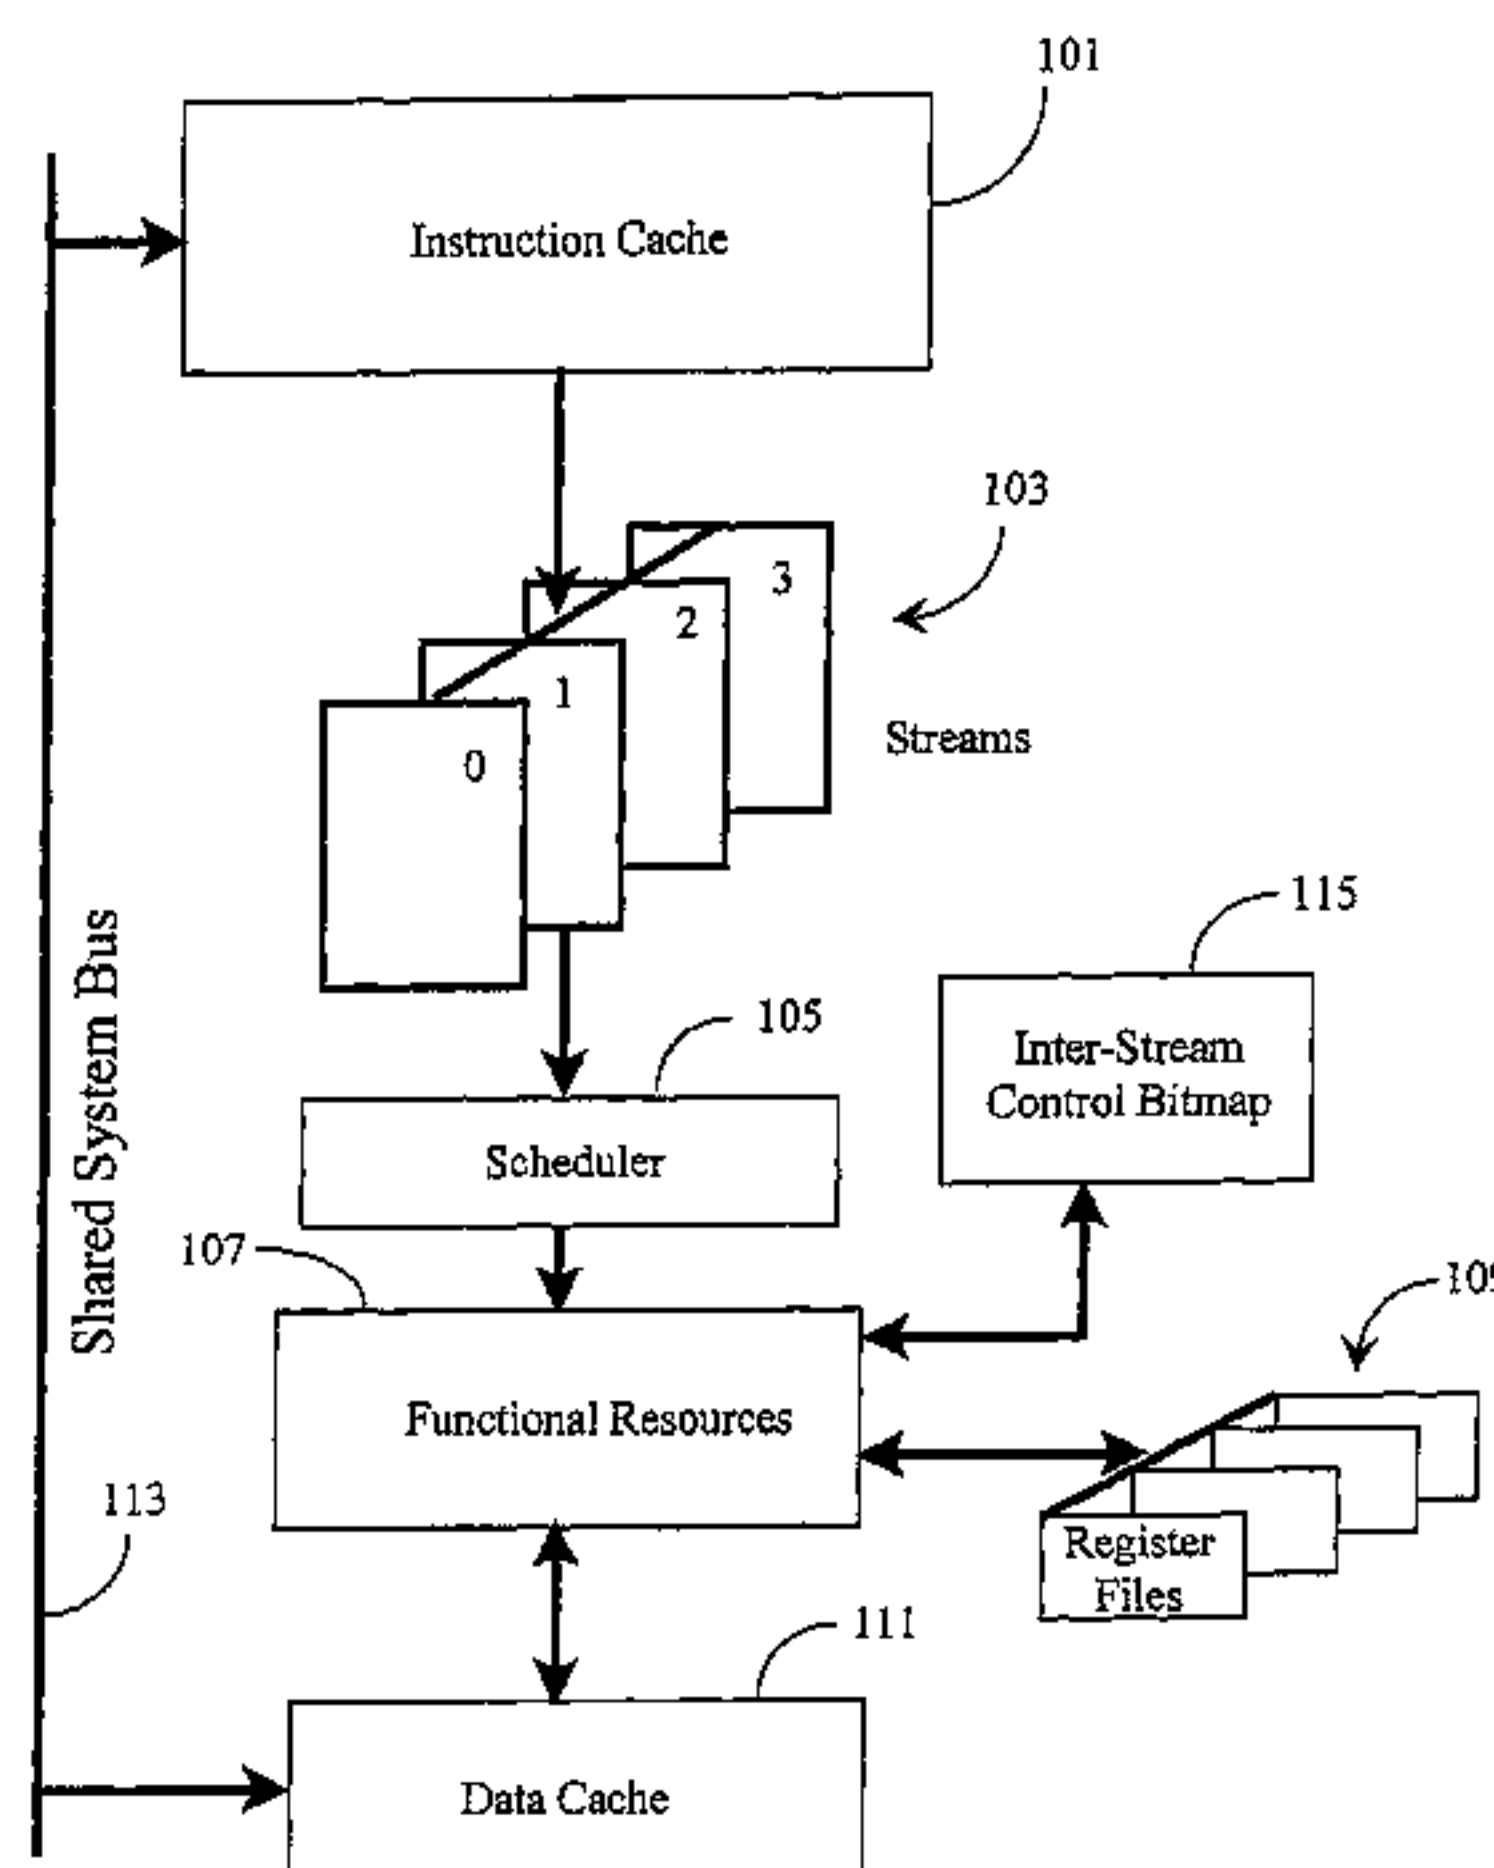 101
Instruction Cache
103
3
2
1
0
Streams
115
Inter-Stream
Control Bitmap
105
Scheduler
Shared System Bus
107
Functional Resources
Register
Files
113
111
Data Cache